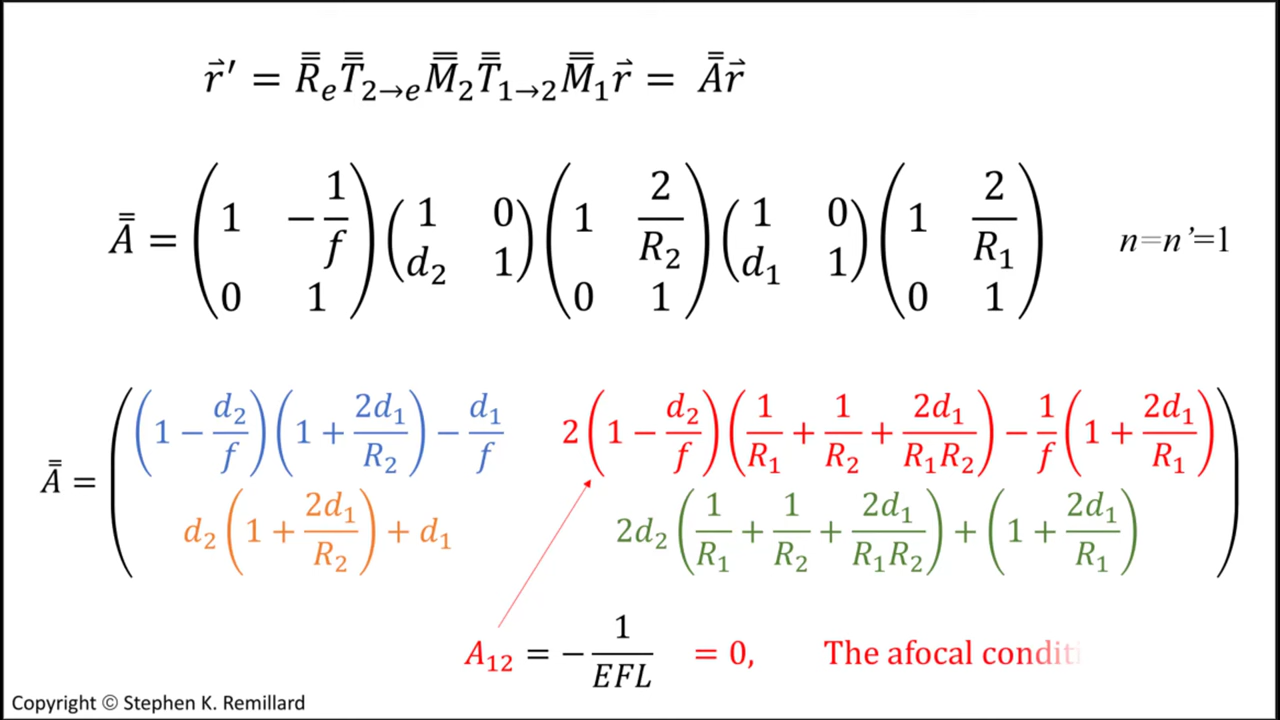 r⃗′ = R̿ₑT̿₂→ₑM̿₂T̿₁→₂M̿₁r⃗ = A̿r⃗
A̿ = (1 −1/f; 0 1)(1 0; d₂ 1)(1 2/R₂; 0 1)(1 0; d₁ 1)(1 2/R₁; 0 1) n=n’=1
A̿ = ((1 − d₂/f)(1 + 2d₁/R₂) − d₁/f 2(1 − d₂/f)(1/R₁ + 1/R₂ + 2d₁/R₁R₂) − 1/f(1 + 2d₁/R₁)
d₂(1 + 2d₁/R₂) + d₁ 2d₂(1/R₁ + 1/R₂ + 2d₁/R₁R₂) + (1 + 2d₁/R₁))
A₁₂ = −1/EFL = 0, The afocal conditi
Copyright © Stephen K. Remillard